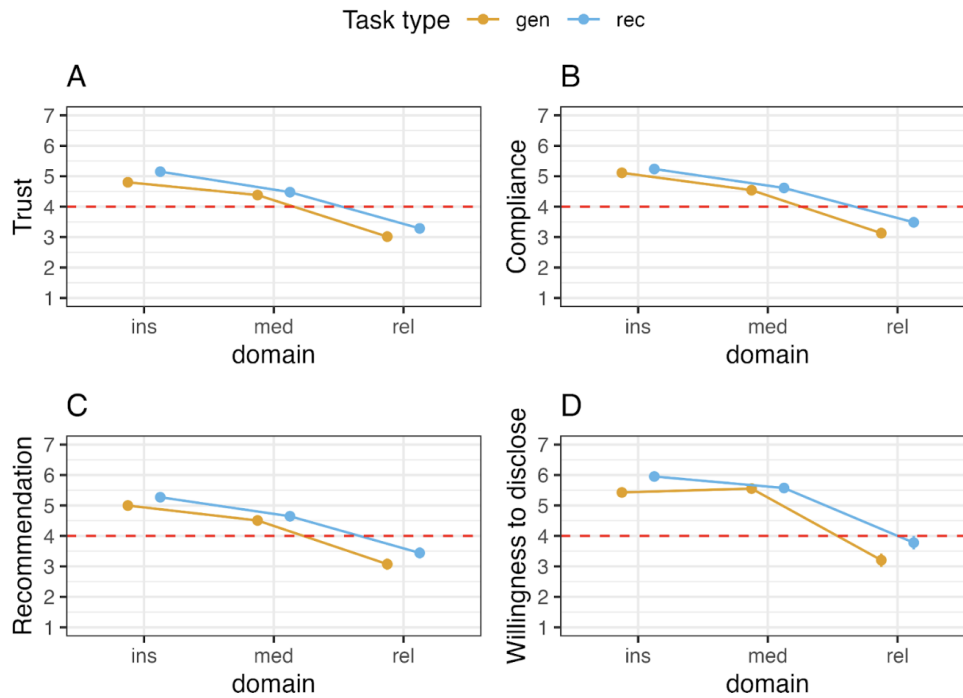 Task type gen rec
A
Trust
7
6
5
4
3
2
1
ins med rel
domain
B
Compliance
7
6
5
4
3
2
1
ins med rel
domain
C
Recommendation
7
6
5
4
3
2
1
ins med rel
domain
D
Willingness to disclose
7
6
5
4
3
2
1
ins med rel
domain